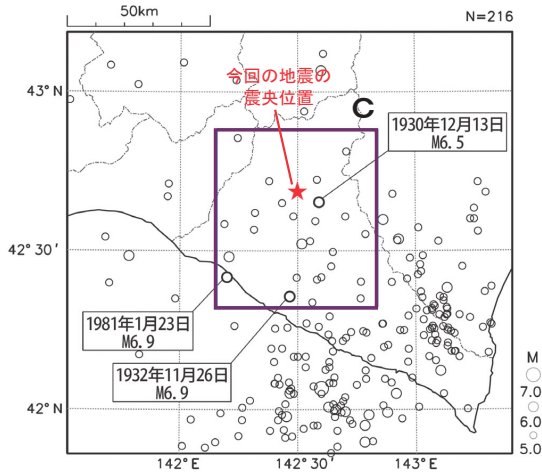 50km
N=216
43°N
今回の地震の
震央位置
C
1930年12月13日
M6.5
42°30′
1981年1月23日
M6.9
1932年11月26日
M6.9
42°N
M
7.0
6.0
5.0
142°E
142°30′
143°E